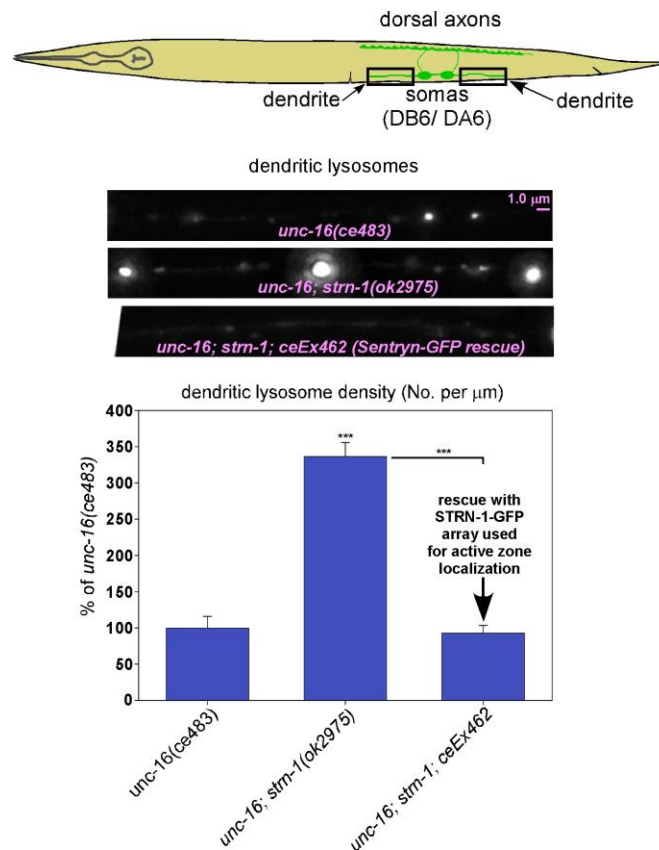 dorsal axons
dendrite
somas
(DB6/ DA6)
dendrite
dendritic lysosomes
1.0 μm
unc-16(ce483)
unc-16; strn-1(ok2975)
unc-16; strn-1; ceEx462 (Sentryn-GFP rescue)
dendritic lysosome density (No. per μm)
% of unc-16(ce483)
400
350
300
250
200
150
100
50
0
***
***
rescue with
STRN-1-GFP
array used
for active zone
localization
unc-16(ce483)
unc-16; strn-1(ok2975)
unc-16; strn-1; ceEx462